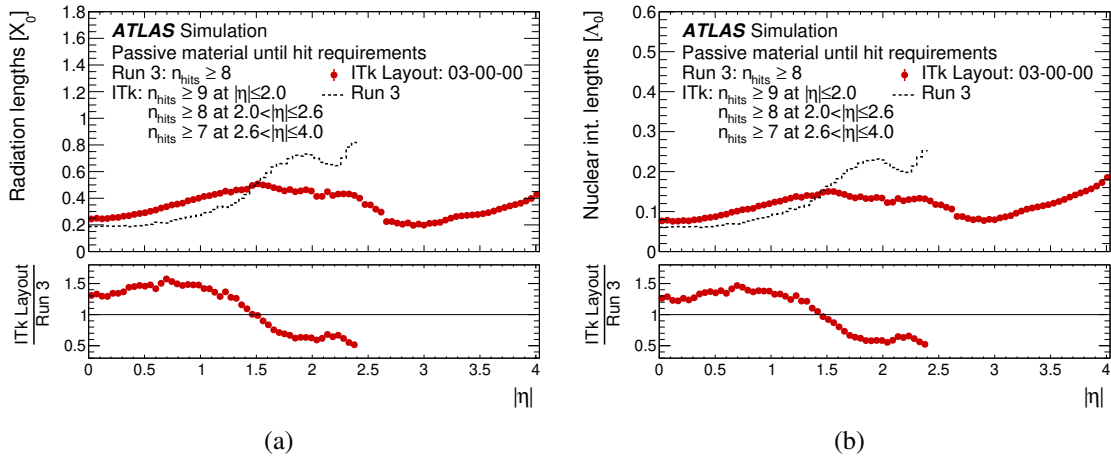 Radiation lengths [X₀]
1.8
1.6
1.4
1.2
1
0.8
0.6
0.4
0.2
0
ATLAS Simulation
Passive material until hit requirements
Run 3: n_hits ≥ 8
ITk: n_hits ≥ 9 at |η|≤2.0
n_hits ≥ 8 at 2.0<|η|≤2.6
n_hits ≥ 7 at 2.6<|η|≤4.0
ITk Layout: 03-00-00
Run 3
ITk Layout
Run 3
1.5
1
0.5
0 0.5 1 1.5 2 2.5 3 3.5 4
|η|
(a)
Nuclear int. lengths [Λ₀]
0.6
0.5
0.4
0.3
0.2
0.1
0
ATLAS Simulation
Passive material until hit requirements
Run 3: n_hits ≥ 8
ITk: n_hits ≥ 9 at |η|≤2.0
n_hits ≥ 8 at 2.0<|η|≤2.6
n_hits ≥ 7 at 2.6<|η|≤4.0
ITk Layout: 03-00-00
Run 3
ITk Layout
Run 3
1.5
1
0.5
0 0.5 1 1.5 2 2.5 3 3.5 4
|η|
(b)